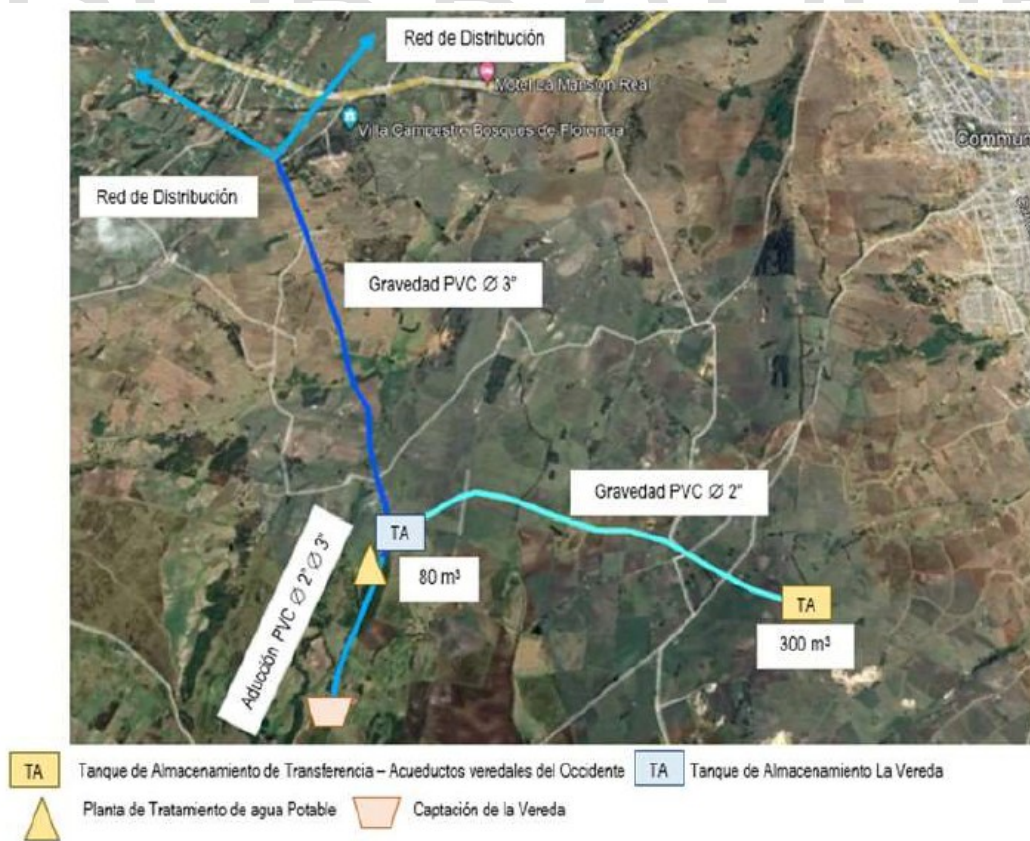 Red de Distribución
Motel La Mansión Real
Villa Campestre Bosques de Florencia
Commun
Red de Distribución
Gravedad PVC Ø 3"
Gravedad PVC Ø 2"
TA
80 m³
Aducción PVC Ø 2" Ø 3"
TA
300 m³
TA Tanque de Almacenamiento de Transferencia – Acueductos veredales del Occidente TA Tanque de Almacenamiento La Vereda
Planta de Tratamiento de agua Potable Captación de la Vereda